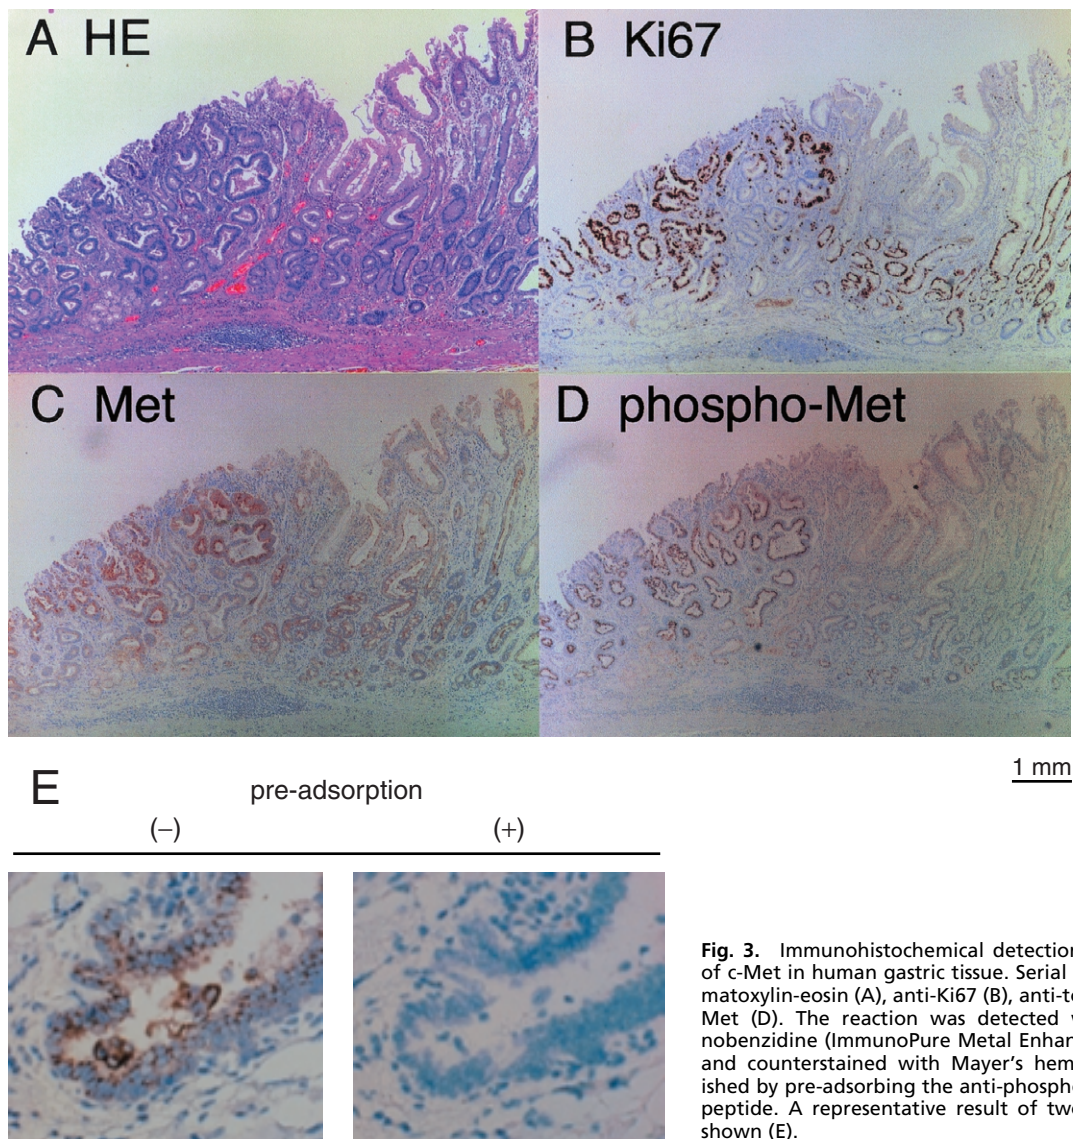 A HE
B Ki67
C Met
D phospho-Met
1 mm
E
pre-adsorption
(–)
(+)
Fig. 3. Immunohistochemical detection
of c-Met in human gastric tissue. Serial
matoxylin-eosin (A), anti-Ki67 (B), anti-t
Met (D). The reaction was detected
nobenzidine (ImmunoPure Metal Enhan
and counterstained with Mayer's hem
ished by pre-adsorbing the anti-phosph
peptide. A representative result of two
shown (E).